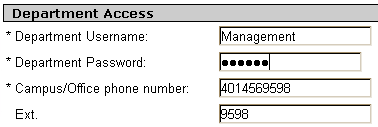 Department Access
* Department Username: Management
* Department Password: ●●●●●●
* Campus/Office phone number: 4014569598
Ext. 9598